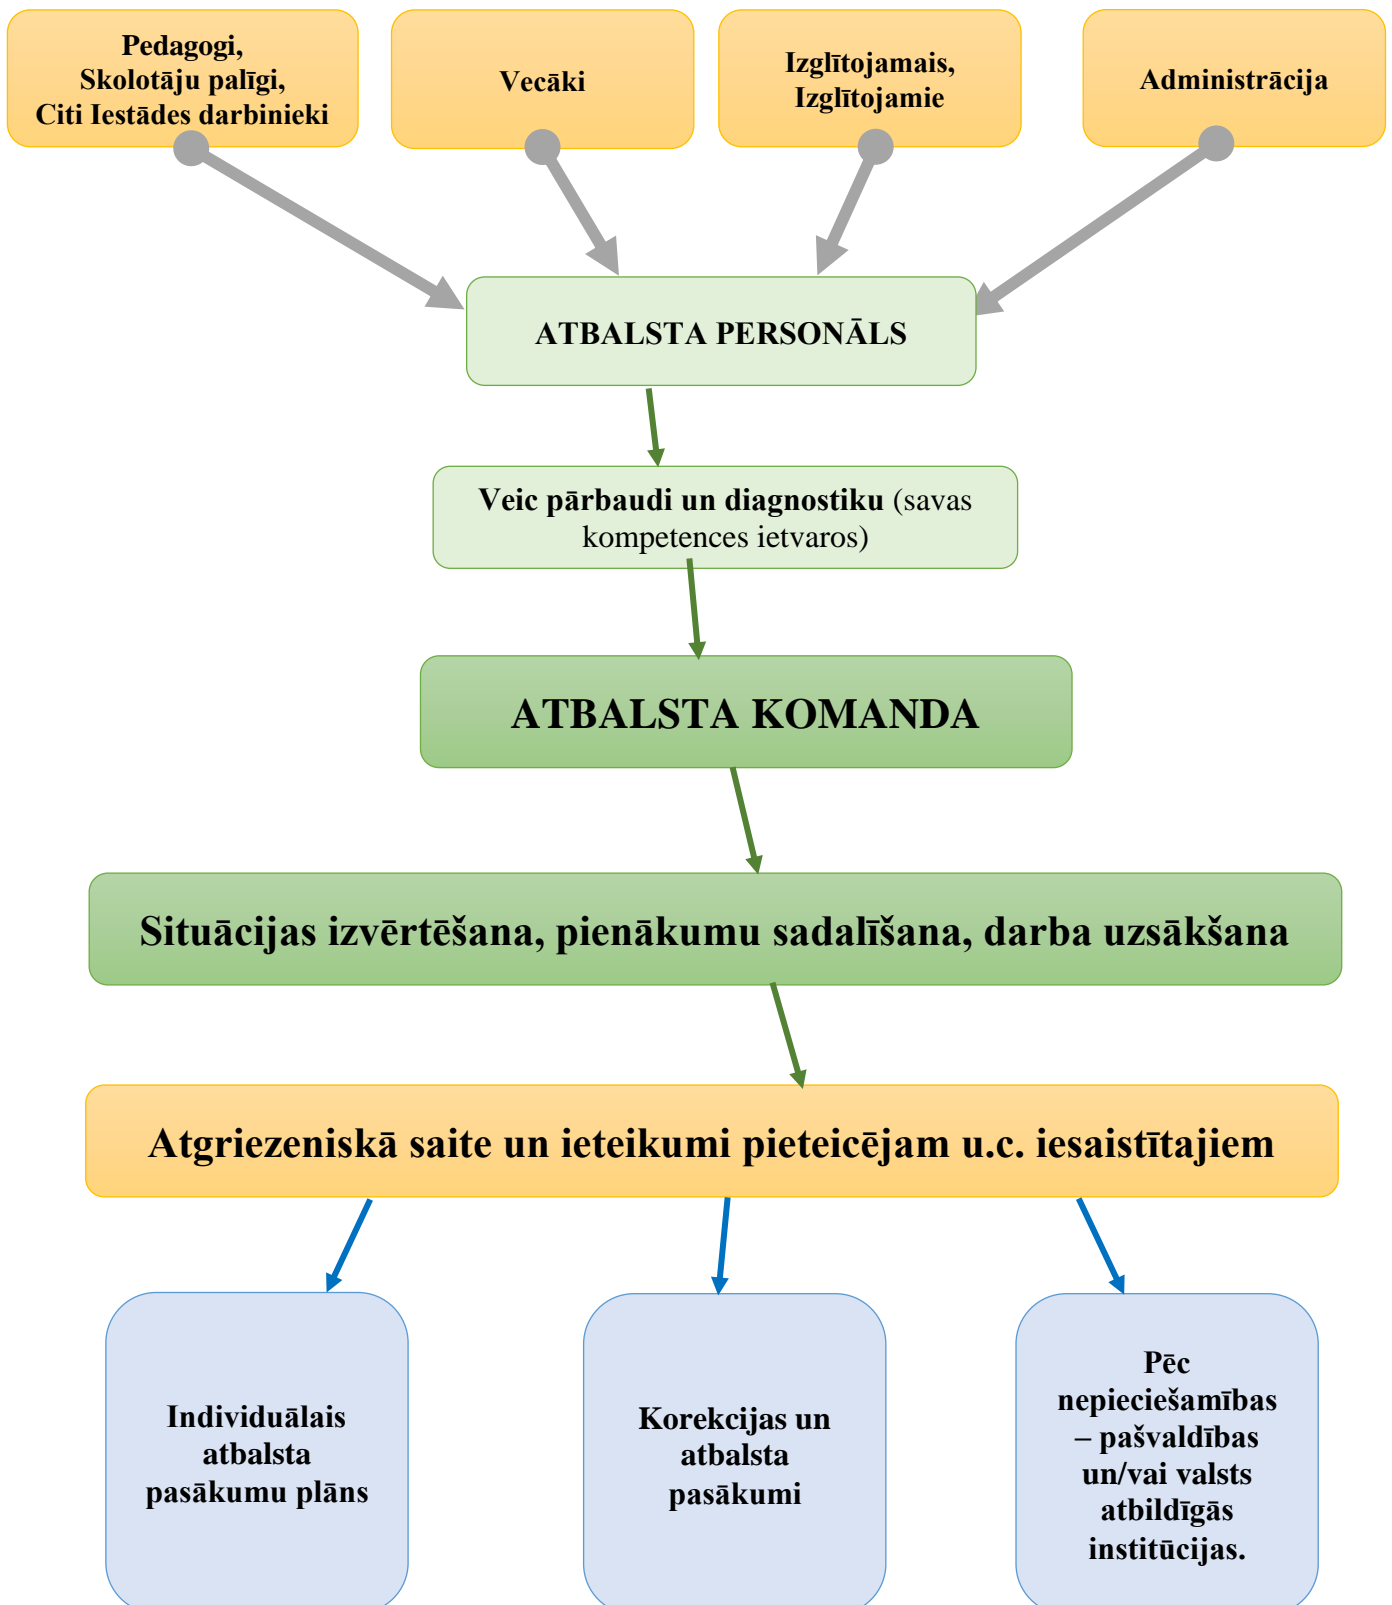 Pedagogi,
Skolotāju palīgi,
Citi Iestādes darbinieki
Vecāki
Izglītojamais,
Izglītojamie
Administrācija
ATBALSTA PERSONĀLS
Veic pārbaudi un diagnostiku (savas
kompetences ietvaros)
ATBALSTA KOMANDA
Situācijas izvērtēšana, pienākumu sadalīšana, darba uzsākšana
Atgriezeniskā saite un ieteikumi pieteicējam u.c. iesaistītajiem
Individuālais
atbalsta
pasākumu plāns
Korekcijas un
atbalsta
pasākumi
Pēc
nepieciešamības
– pašvaldības
un/vai valsts
atbildīgās
institūcijas.